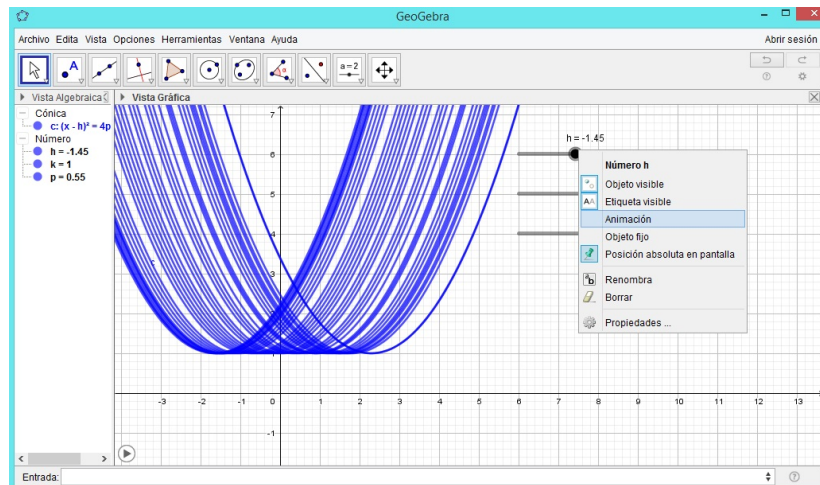 GeoGebra
Archivo Edita Vista Opciones Herramientas Ventana Ayuda
Abrir sesión
A
a=2
Vista Algebraica
Vista Gráfica
Cónica
c: (x - h)² = 4p
Número
h = -1.45
k = 1
p = 0.55
7
6
5
4
3
c
-1
-3 -2 -1 0 1 2 3 4 5 6 7 8 9 10 11 12 13
h = -1.45
Número h
Objeto visible
AA Etiqueta visible
Animación
Objeto fijo
Posición absoluta en pantalla
ab Renombra
Borrar
Propiedades ...
Entrada: